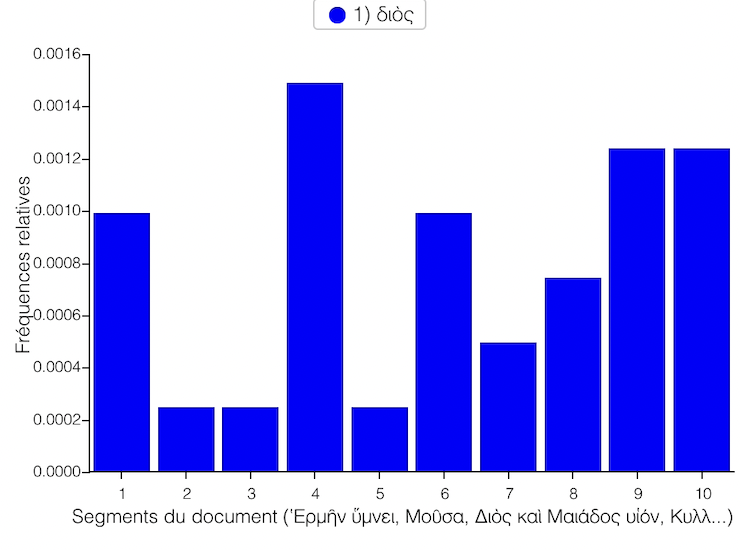 1) διὸς
Fréquences relatives
0.0016
0.0014
0.0012
0.0010
0.0008
0.0006
0.0004
0.0002
0.0000
1 2 3 4 5 6 7 8 9 10
Segments du document (Ἑρμῆν ὕμνει, Μοῦσα, Διὸς καὶ Μαιάδος υἱόν, Κυλλ...)